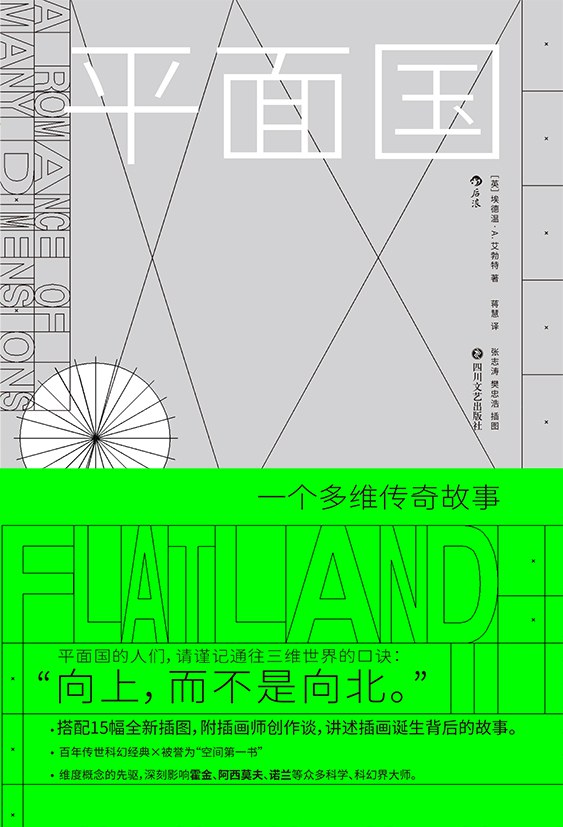 平面国
A ROMANCE OF
MANY DIMENSIONS
后浪
[英] 埃德温·A.艾勃特 著
蒋慧 译
张志涛 樊忠浩 插图
四川文艺出版社
一个多维传奇故事
FLATLAND
平面国的人们，请谨记通往三维世界的口诀：
“向上，而不是向北。”
·搭配15幅全新插图，附插画师创作谈，讲述插画诞生背后的故事。
·百年传世科幻经典×被誉为“空间第一书”
·维度概念的先驱，深刻影响霍金、阿西莫夫、诺兰等众多科学、科幻界大师。